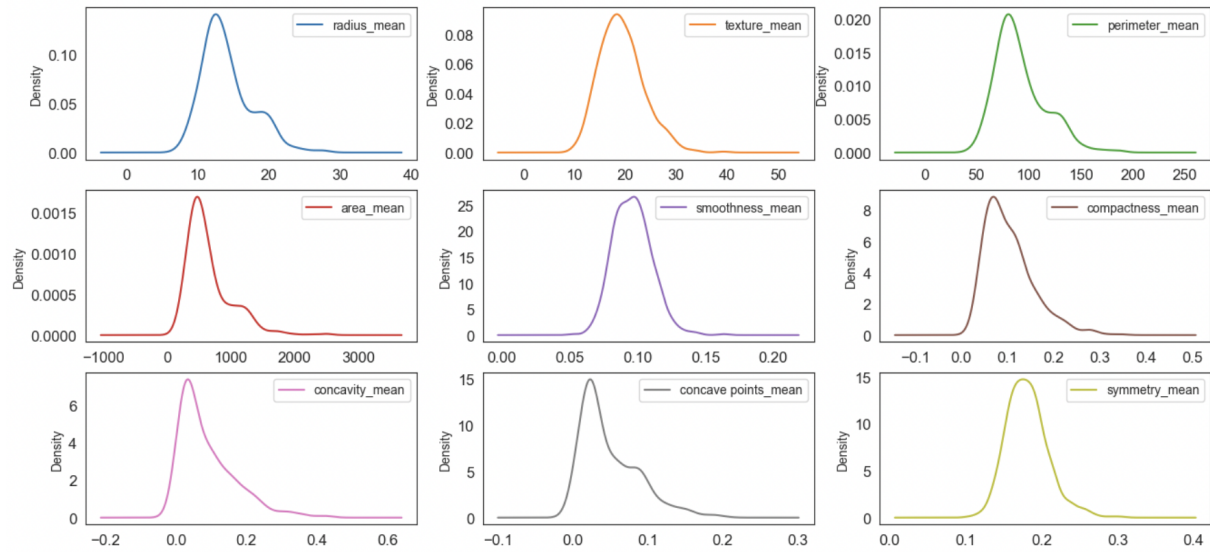 radius_mean
0.10
0.05
0.00
Density
0 10 20 30 40
texture_mean
0.08
0.06
0.04
0.02
0.00
Density
0 10 20 30 40 50
perimeter_mean
0.020
0.015
0.010
0.005
0.000
Density
0 50 100 150 200 250
area_mean
0.0015
0.0010
0.0005
0.0000
Density
−1000 0 1000 2000 3000
smoothness_mean
25
20
15
10
5
0
Density
0.00 0.05 0.10 0.15 0.20
compactness_mean
8
6
4
2
0
Density
−0.1 0.0 0.1 0.2 0.3 0.4 0.5
concavity_mean
6
4
2
0
Density
−0.2 0.0 0.2 0.4 0.6
concave points_mean
15
10
5
0
Density
−0.1 0.0 0.1 0.2 0.3
symmetry_mean
15
10
5
0
Density
0.0 0.1 0.2 0.3 0.4